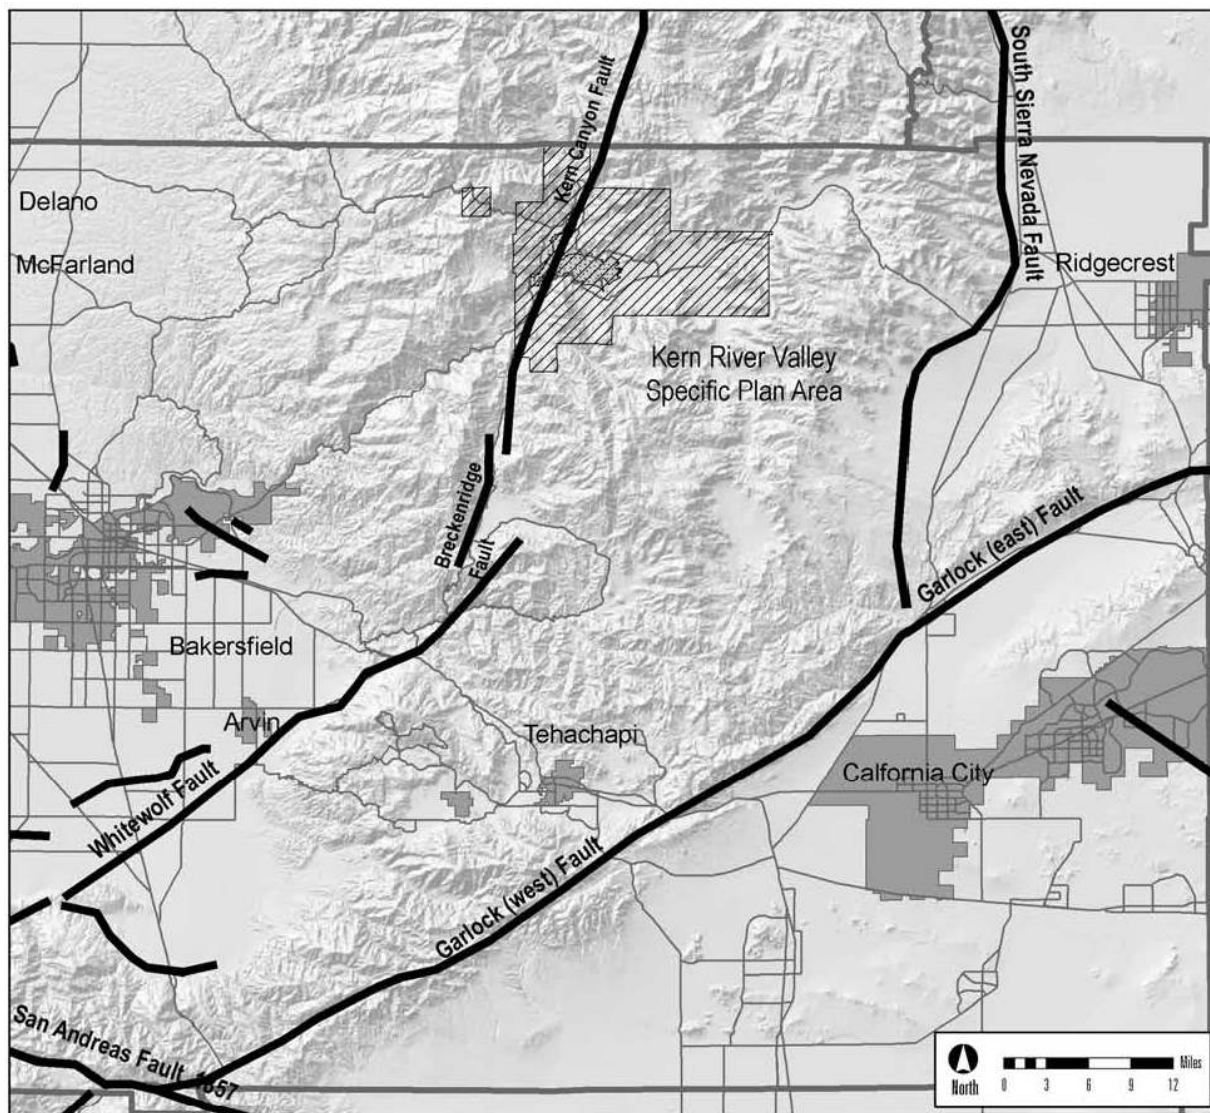 Kern Canyon Fault
South Sierra Nevada Fault
Delano
McFarland
Ridgecrest
Kern River Valley
Specific Plan Area
Breckenridge
Fault
Garlock (east) Fault
Bakersfield
Arvin
Tehachapi
Calfornia City
Whitewolf Fault
Garlock (west) Fault
San Andreas Fault 1857
North
0 3 6 9 12
Miles